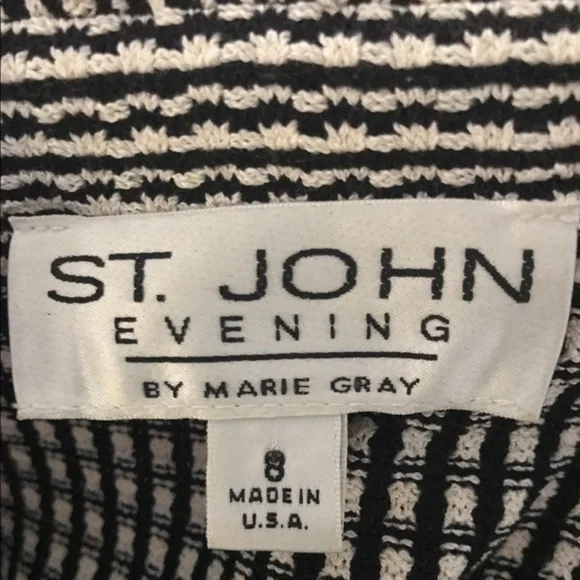 ST. JOHN
EVENING
BY MARIE GRAY
8
MADE IN
U.S.A.